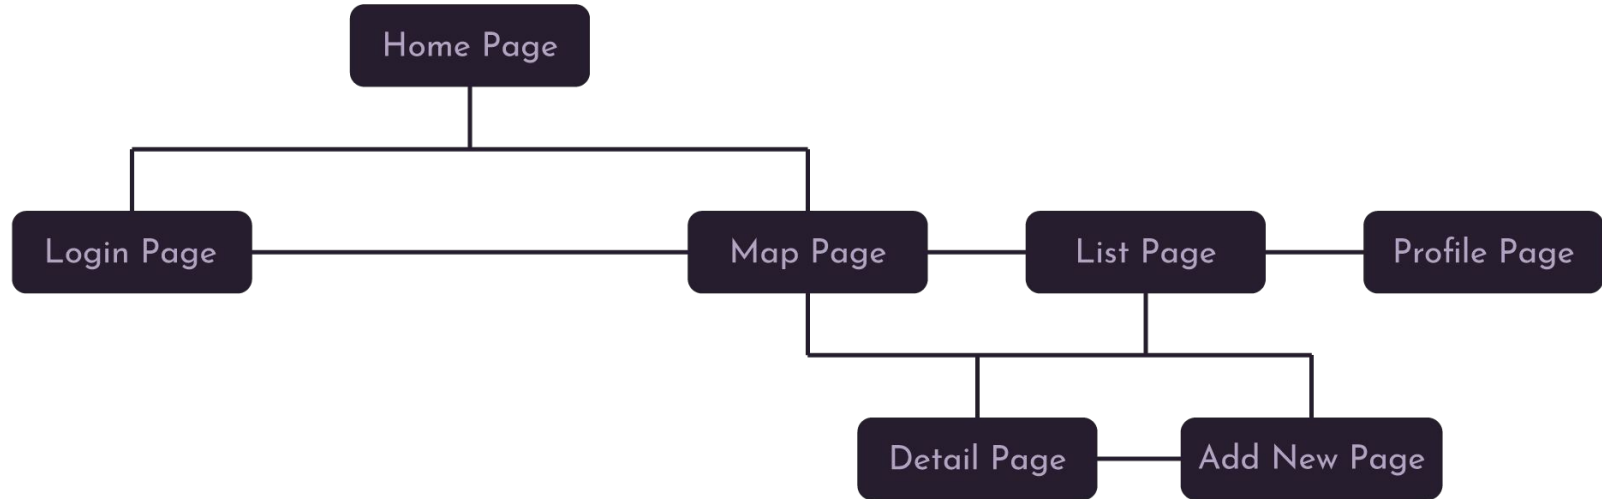 Home Page
Login Page
Map Page
List Page
Profile Page
Detail Page
Add New Page